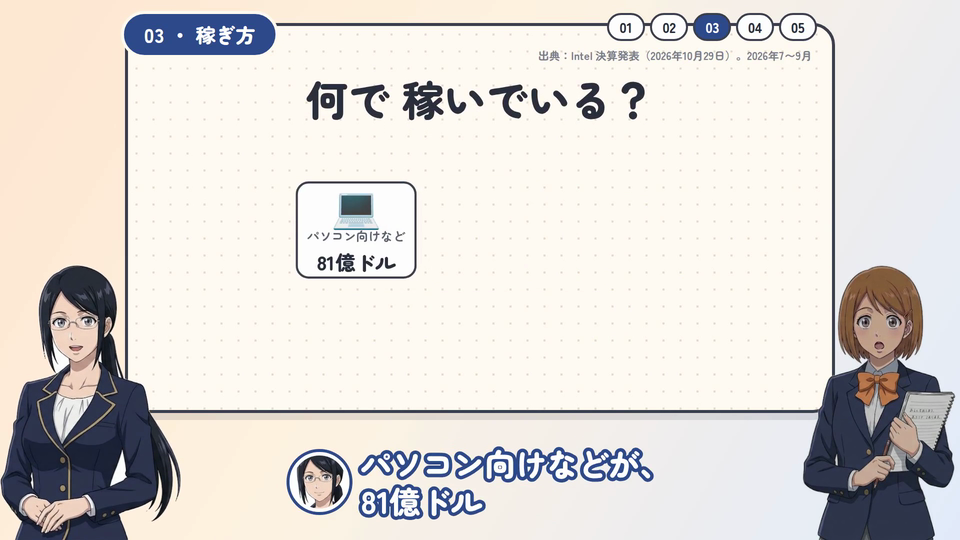 03 ・ 稼ぎ方
01 02 03 04 05
出典：Intel 決算発表（2026年10月29日）。2026年7〜9月
何で 稼いでいる？
パソコン向けなど
81億ドル
パソコン向けなどが、
81億ドル